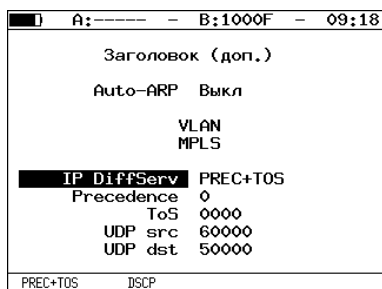 A:----- - B:1000F - 09:18
Заголовок (доп.)
Auto-ARP Выкл
VLAN
MPLS
IP DiffServ PREC+TOS
Precedence 0
ToS 0000
UDP src 60000
UDP dst 50000
PREC+TOS DSCP